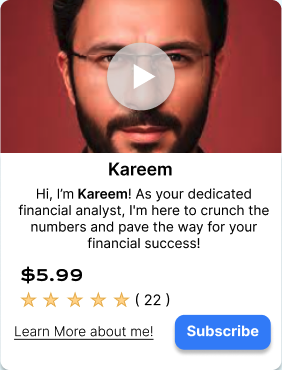 Kareem
Hi, I’m Kareem! As your dedicated
financial analyst, I'm here to crunch the
numbers and pave the way for your
financial success!
$5.99
( 22 )
Learn More about me!
Subscribe